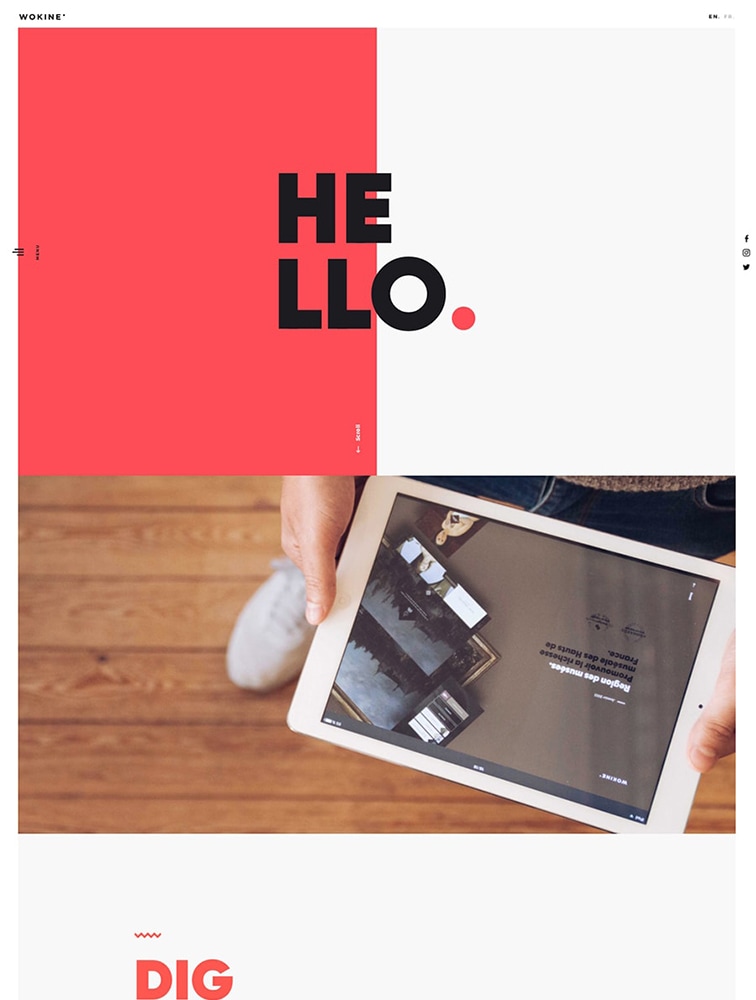 WOKINE
EN. FR.
HE
LLO.
MENU
Scroll
Région des musées.
Promouvoir la richesse
muséale des Hauts de
France.
WOKINE
iPad
DIG